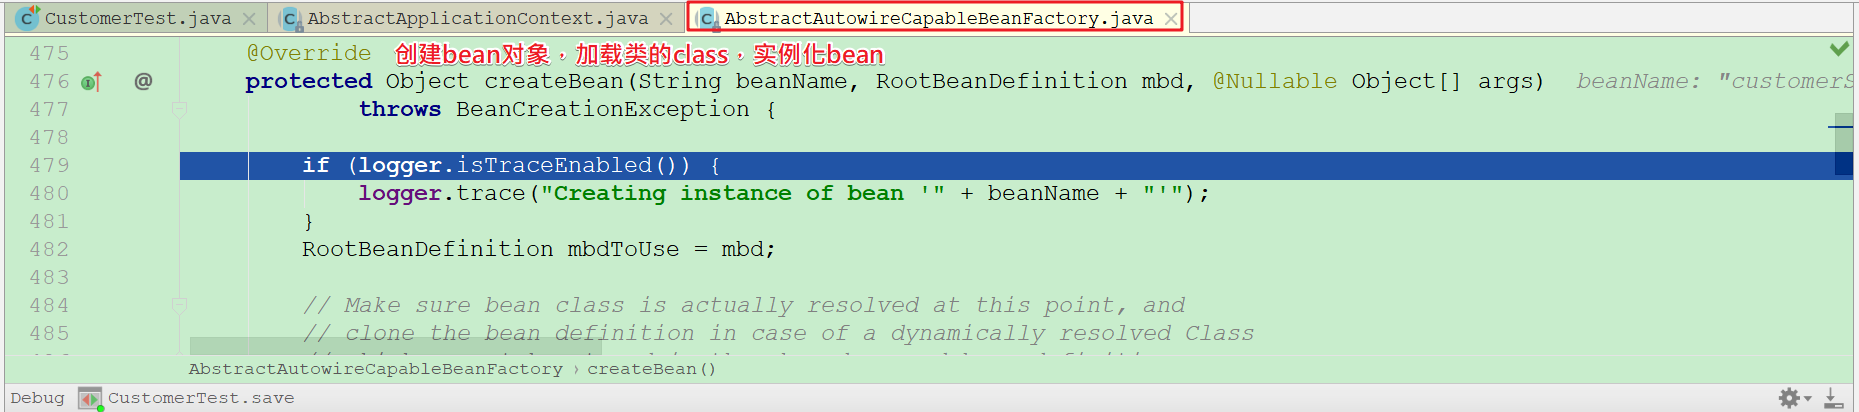 CustomerTest.java AbstractApplicationContext.java AbstractAutowireCapableBeanFactory.java
475 @Override 创建bean对象，加载类的class，实例化bean
476 @ protected Object createBean(String beanName, RootBeanDefinition mbd, @Nullable Object[] args) beanName: "customerS
477 throws BeanCreationException {
478
479 if (logger.isTraceEnabled()) {
480 logger.trace("Creating instance of bean '" + beanName + "'");
481 }
482 RootBeanDefinition mbdToUse = mbd;
483
484 // Make sure bean class is actually resolved at this point, and
485 // clone the bean definition in case of a dynamically resolved Class
AbstractAutowireCapableBeanFactory › createBean()
Debug CustomerTest.save